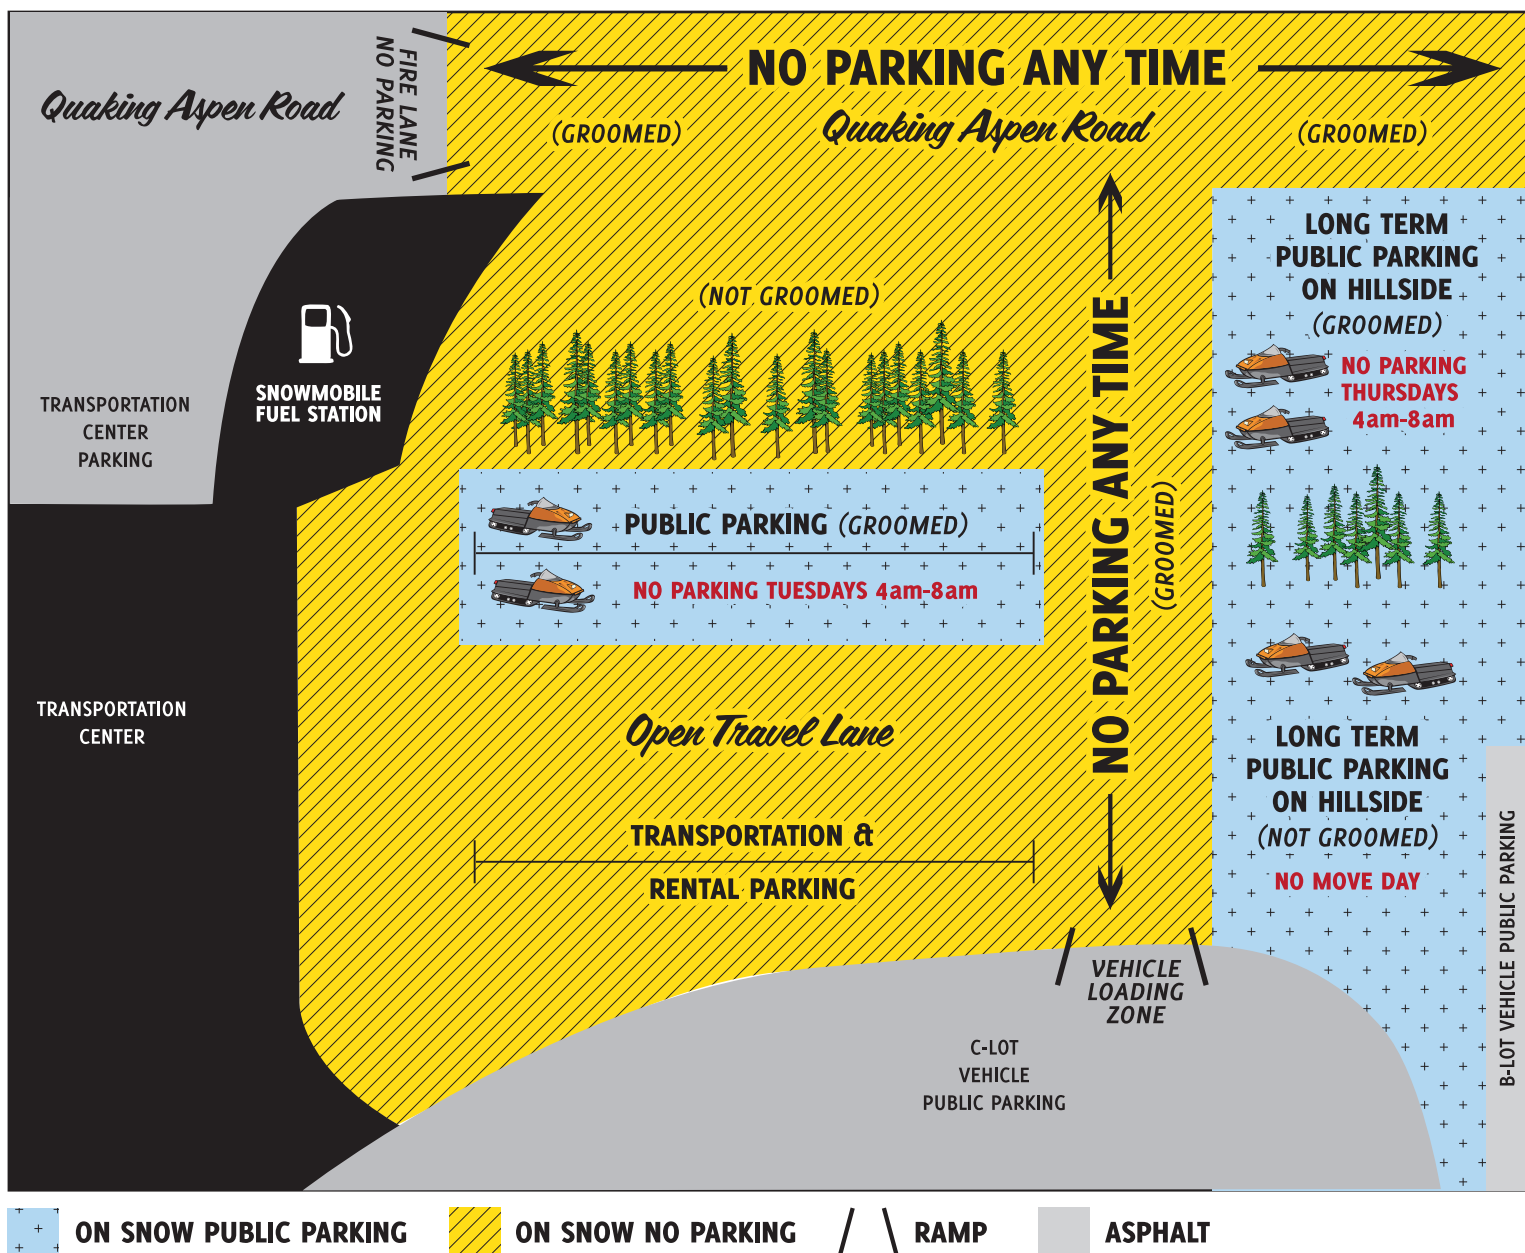 NO PARKING ANY TIME
Quaking Aspen Road
FIRE LANE
NO PARKING
(GROOMED)
Quaking Aspen Road
(GROOMED)
LONG TERM
PUBLIC PARKING
ON HILLSIDE
(GROOMED)
NO PARKING
THURSDAYS
4am-8am
(NOT GROOMED)
SNOWMOBILE
FUEL STATION
TRANSPORTATION
CENTER
PARKING
NO PARKING ANY TIME
(GROOMED)
PUBLIC PARKING (GROOMED)
NO PARKING TUESDAYS 4am-8am
TRANSPORTATION
CENTER
Open Travel Lane
LONG TERM
PUBLIC PARKING
ON HILLSIDE
(NOT GROOMED)
NO MOVE DAY
TRANSPORTATION &
RENTAL PARKING
B-LOT VEHICLE PUBLIC PARKING
VEHICLE
LOADING
ZONE
C-LOT
VEHICLE
PUBLIC PARKING
ON SNOW PUBLIC PARKING
ON SNOW NO PARKING
RAMP
ASPHALT